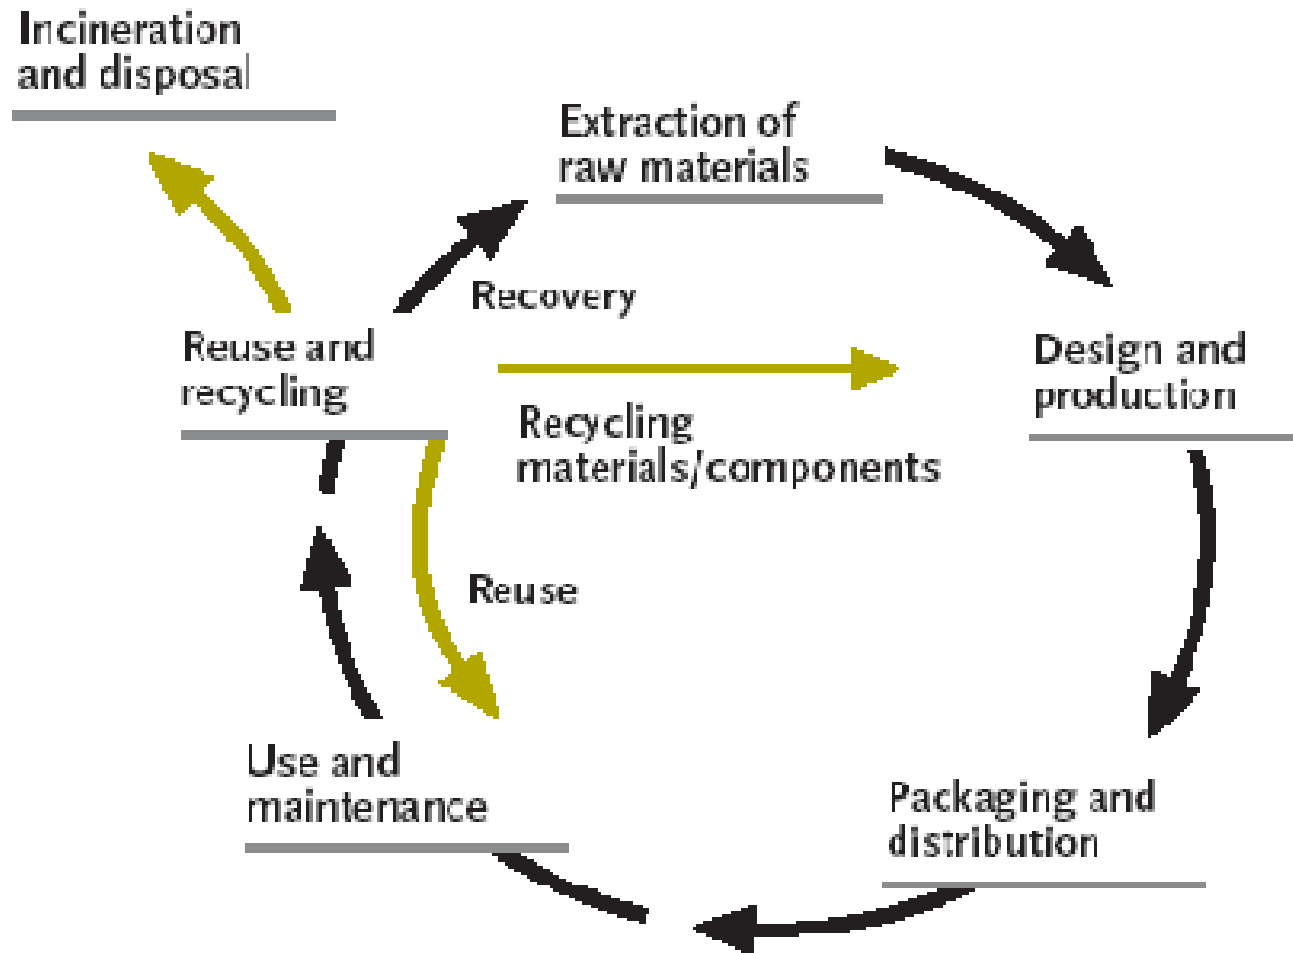 Incineration
and disposal
Extraction of
raw materials
Recovery
Reuse and
recycling
Design and
production
Recycling
materials/components
Reuse
Use and
maintenance
Packaging and
distribution